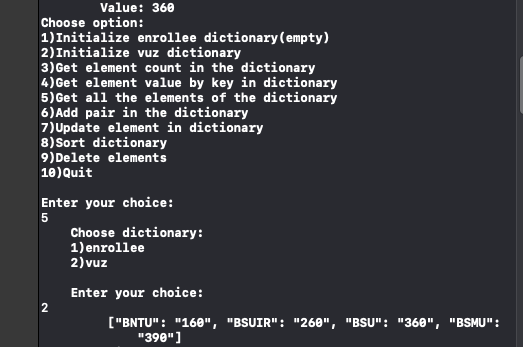 Value: 360
Choose option:
1)Initialize enrollee dictionary(empty)
2)Initialize vuz dictionary
3)Get element count in the dictionary
4)Get element value by key in dictionary
5)Get all the elements of the dictionary
6)Add pair in the dictionary
7)Update element in dictionary
8)Sort dictionary
9)Delete elements
10)Quit
Enter your choice:
5
Choose dictionary:
1)enrollee
2)vuz
Enter your choice:
2
["BNTU": "160", "BSUIR": "260", "BSU": "360", "BSMU":
"390"]